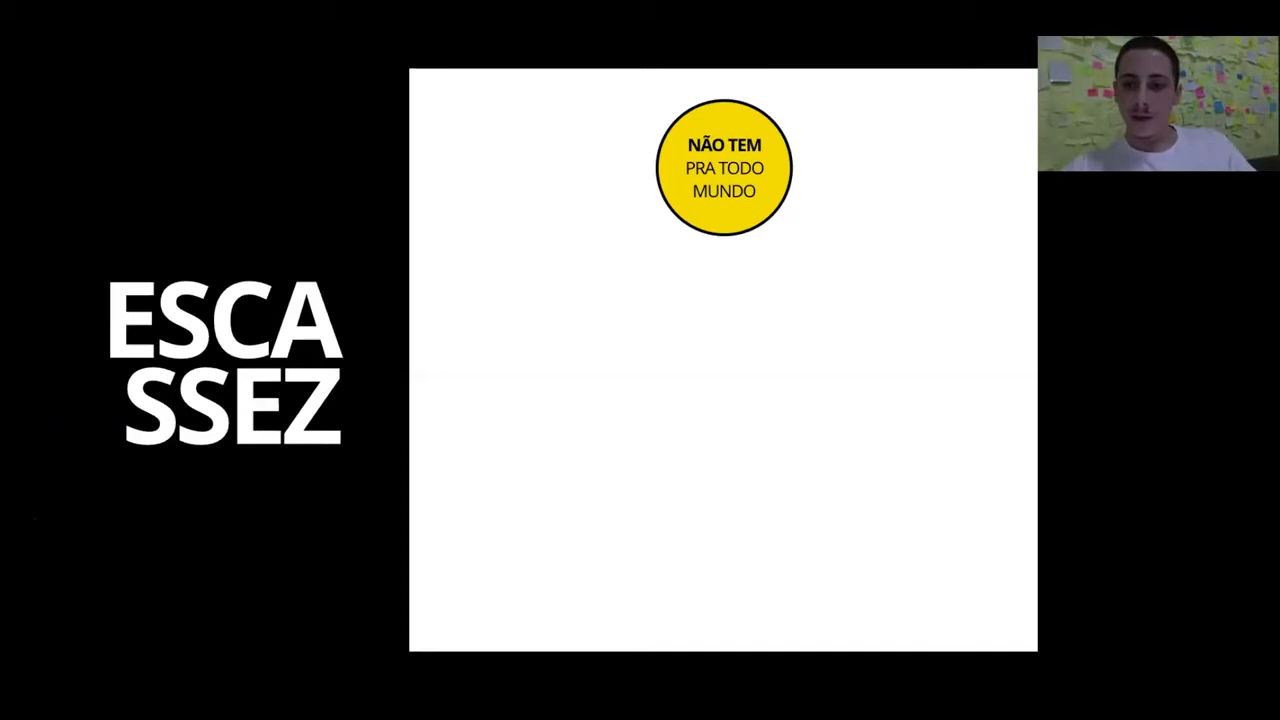 ESCA
SSEZ
NÃO TEM
PRA TODO
MUNDO